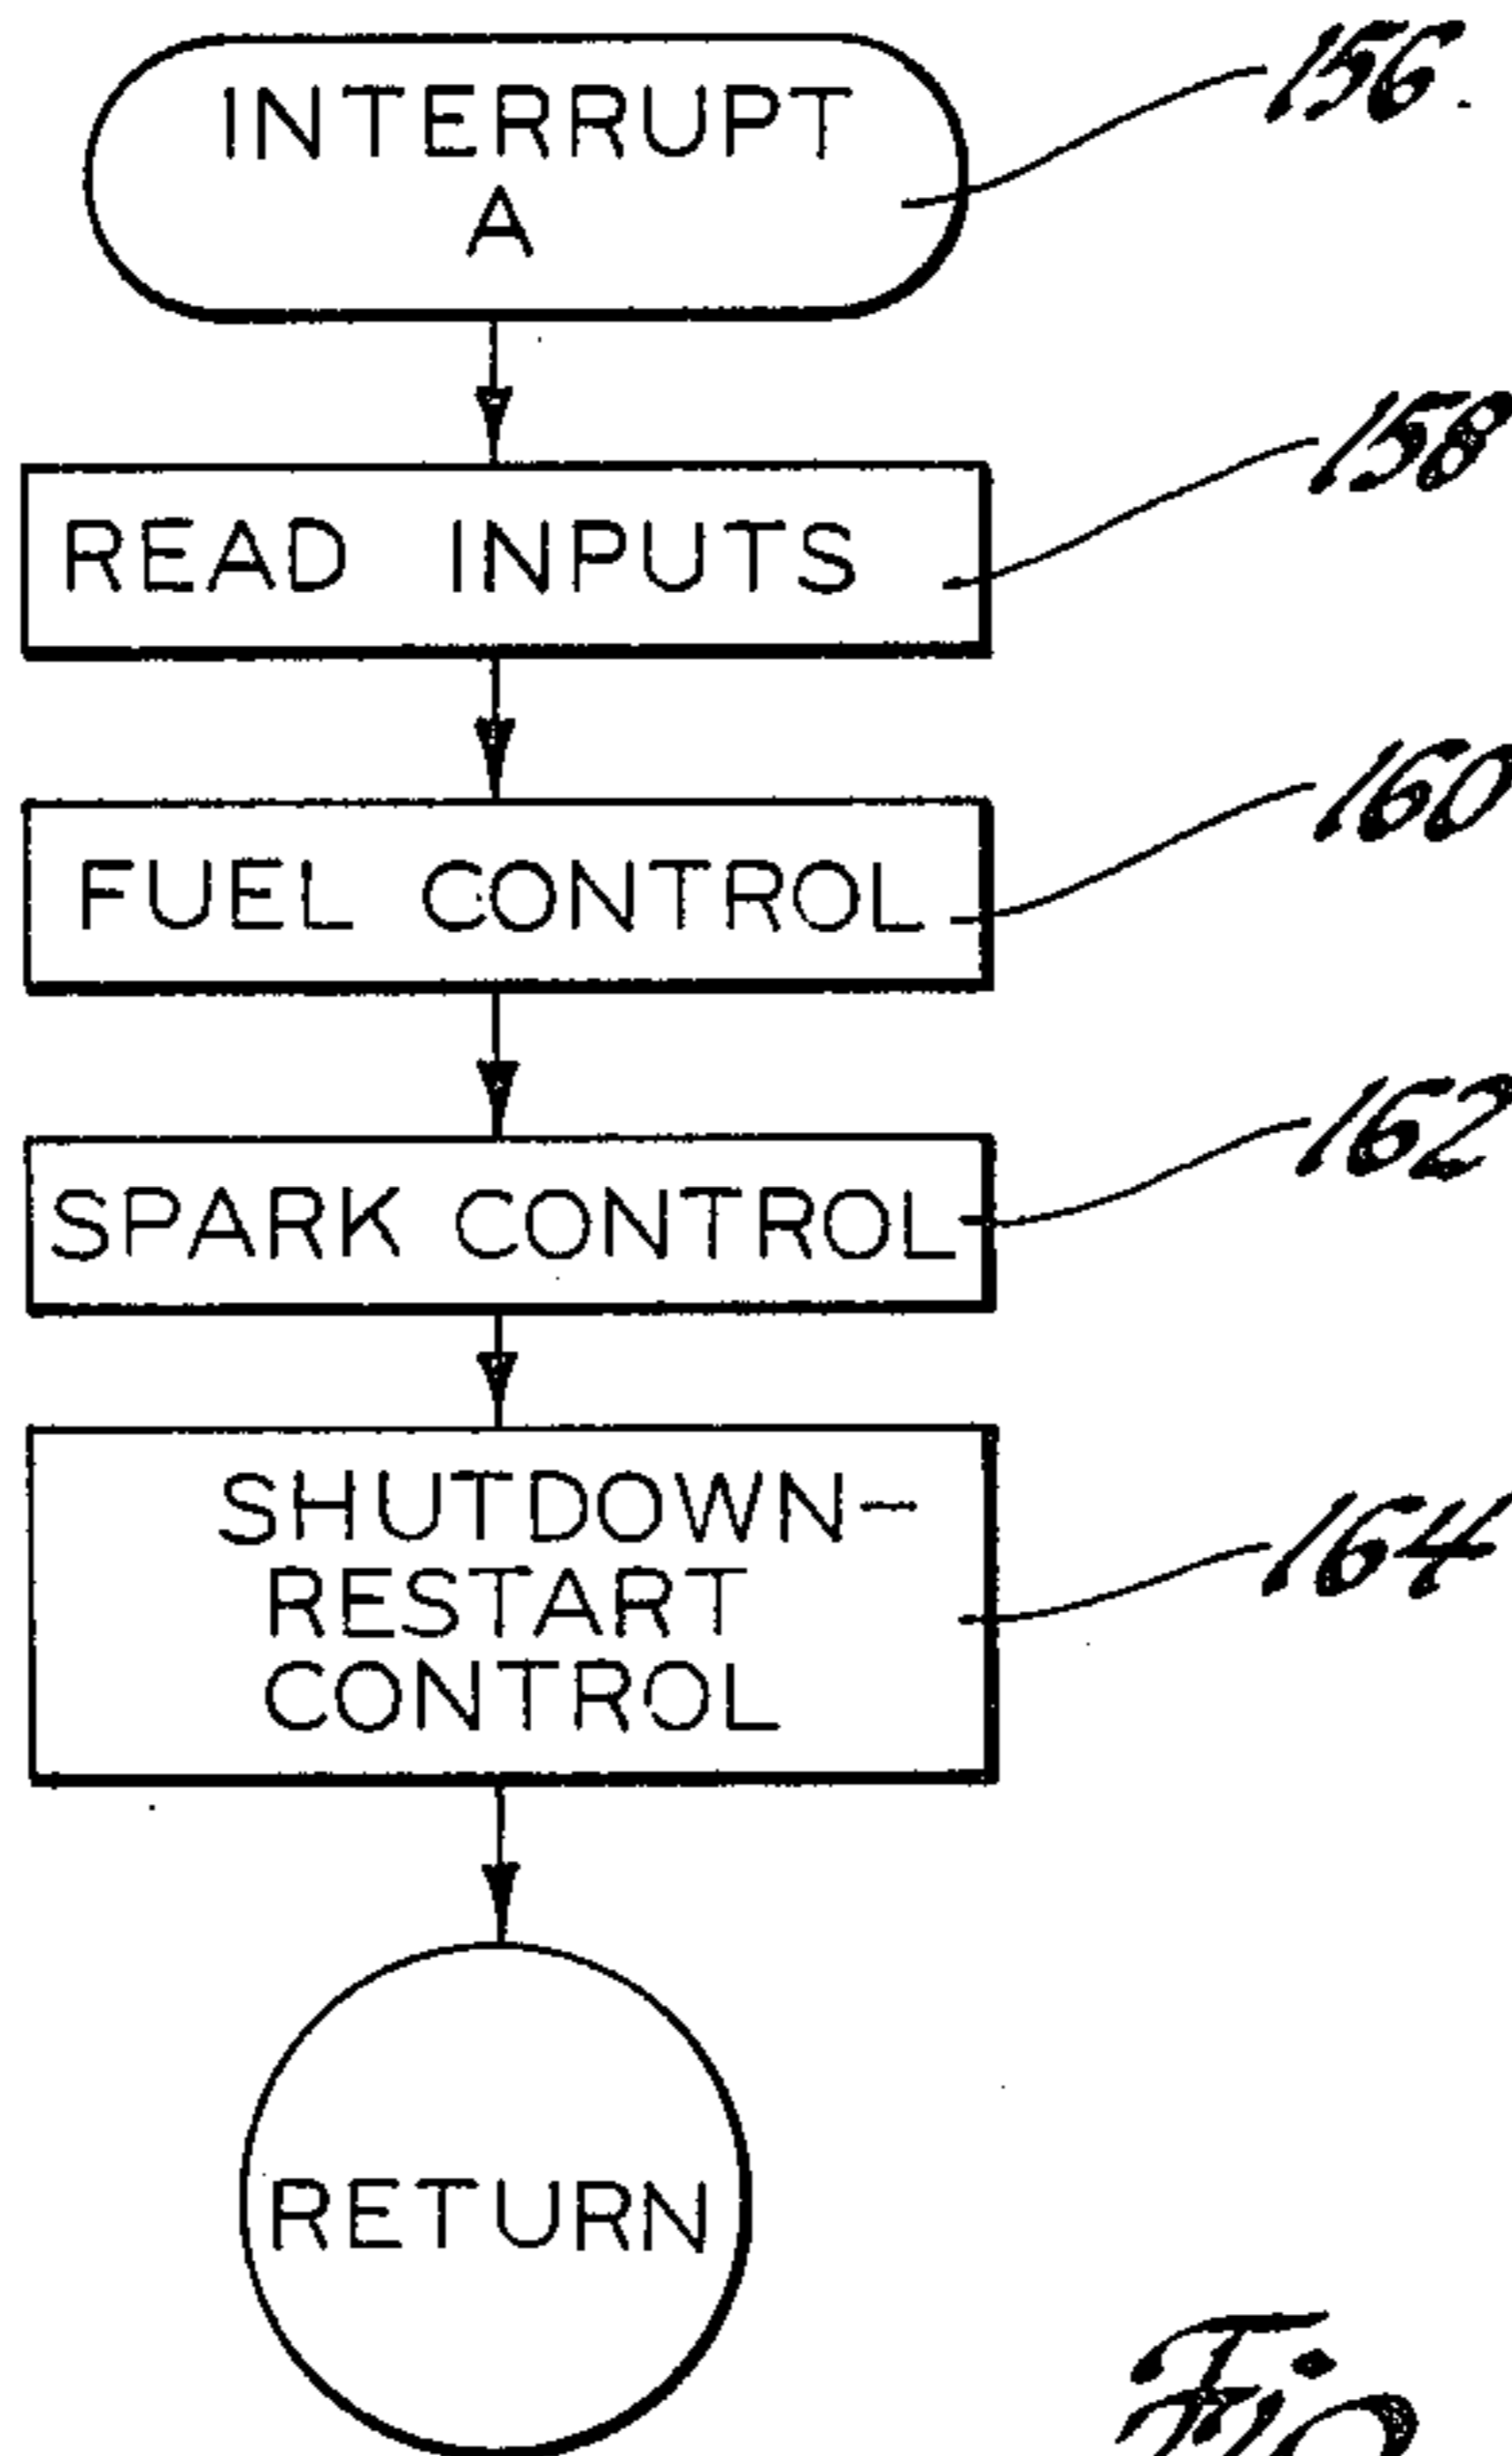 INTERRUPT
A
156.
READ INPUTS
158
FUEL CONTROL
160
SPARK CONTROL
162
SHUTDOWN-
RESTART
CONTROL
164
RETURN